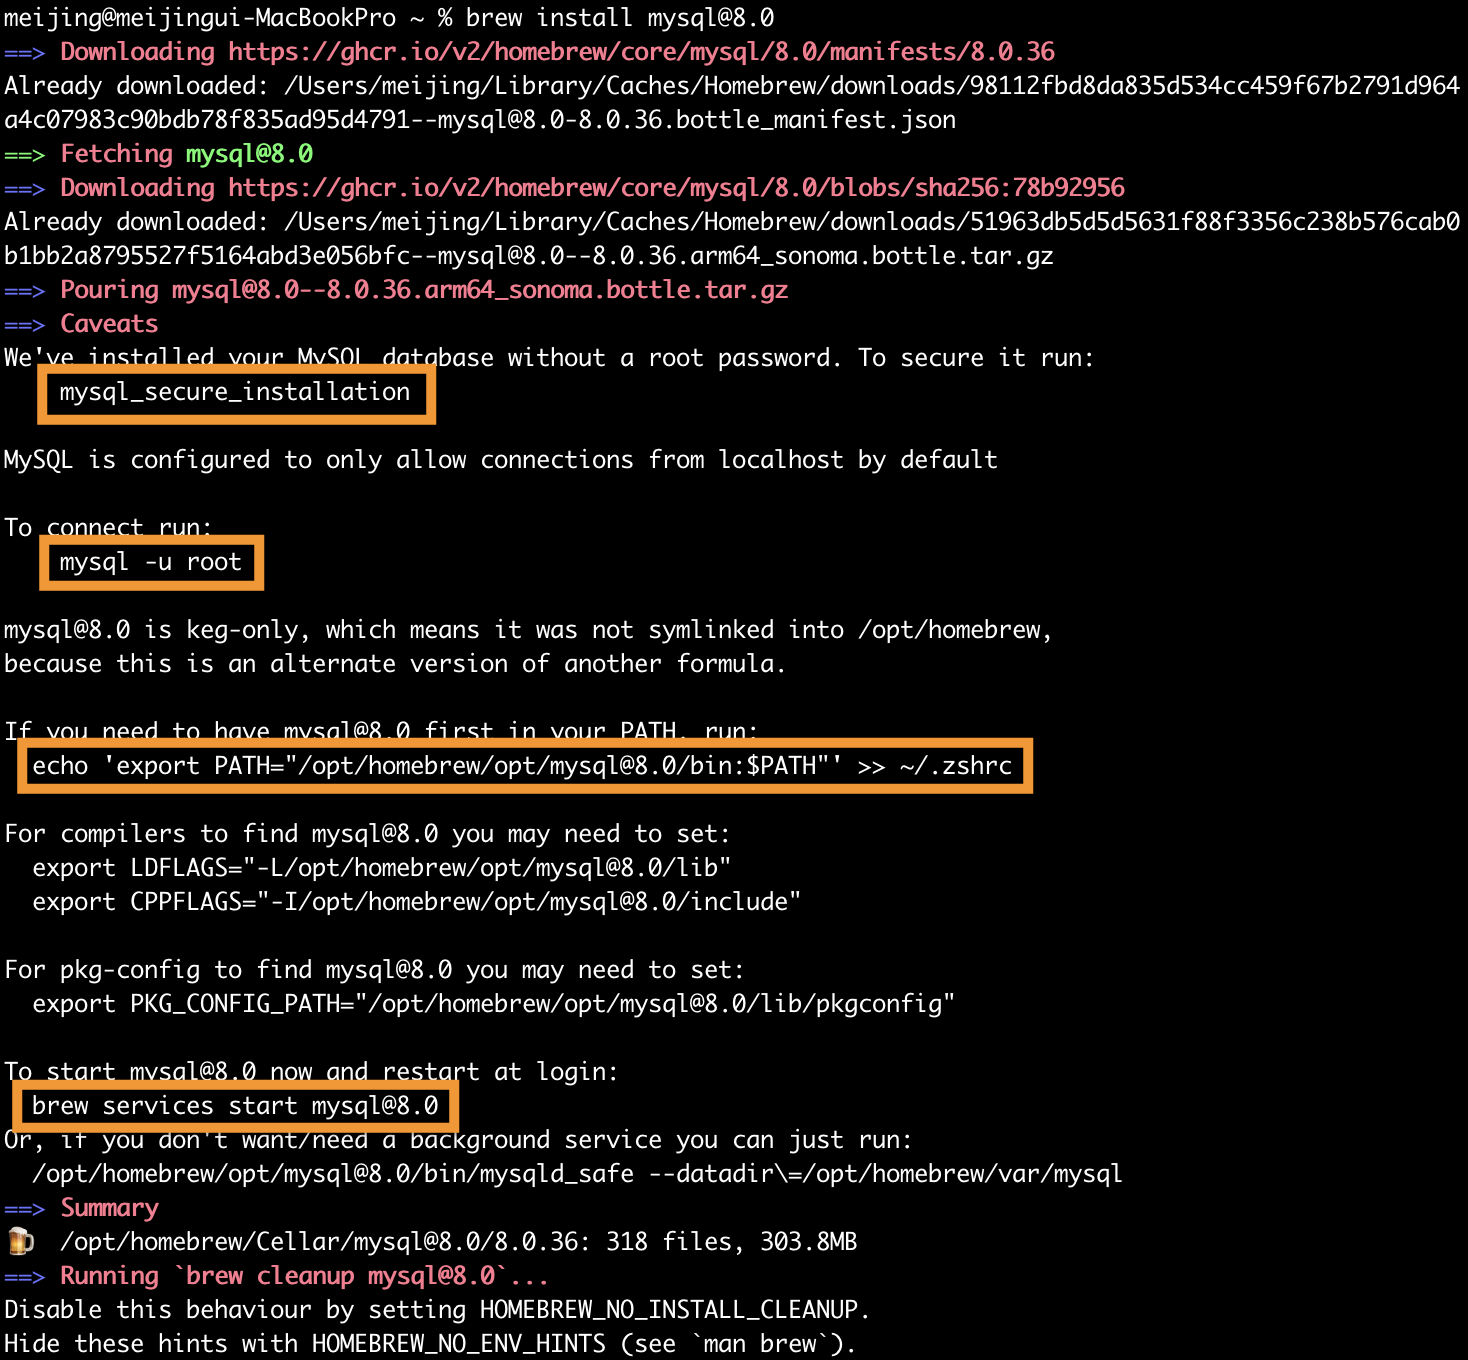 meijing@meijingui-MacBookPro ~ % brew install mysql@8.0
==> Downloading https://ghcr.io/v2/homebrew/core/mysql/8.0/manifests/8.0.36
Already downloaded: /Users/meijing/Library/Caches/Homebrew/downloads/98112fbd8da835d534cc459f67b2791d964
a4c07983c90bdb78f835ad95d4791--mysql@8.0-8.0.36.bottle_manifest.json
==> Fetching mysql@8.0
==> Downloading https://ghcr.io/v2/homebrew/core/mysql/8.0/blobs/sha256:78b92956
Already downloaded: /Users/meijing/Library/Caches/Homebrew/downloads/51963db5d5d5631f88f3356c238b576cab0
b1bb2a8795527f5164abd3e056bfc--mysql@8.0--8.0.36.arm64_sonoma.bottle.tar.gz
==> Pouring mysql@8.0--8.0.36.arm64_sonoma.bottle.tar.gz
==> Caveats
We've installed your MySQL database without a root password. To secure it run:
mysql_secure_installation
MySQL is configured to only allow connections from localhost by default
To connect run:
mysql -u root
mysql@8.0 is keg-only, which means it was not symlinked into /opt/homebrew,
because this is an alternate version of another formula.
If you need to have mysql@8.0 first in your PATH, run:
echo 'export PATH="/opt/homebrew/opt/mysql@8.0/bin:$PATH"' >> ~/.zshrc
For compilers to find mysql@8.0 you may need to set:
export LDFLAGS="-L/opt/homebrew/opt/mysql@8.0/lib"
export CPPFLAGS="-I/opt/homebrew/opt/mysql@8.0/include"
For pkg-config to find mysql@8.0 you may need to set:
export PKG_CONFIG_PATH="/opt/homebrew/opt/mysql@8.0/lib/pkgconfig"
To start mysql@8.0 now and restart at login:
brew services start mysql@8.0
Or, if you don't want/need a background service you can just run:
/opt/homebrew/opt/mysql@8.0/bin/mysqld_safe --datadir\=/opt/homebrew/var/mysql
==> Summary
🍺 /opt/homebrew/Cellar/mysql@8.0/8.0.36: 318 files, 303.8MB
==> Running `brew cleanup mysql@8.0`...
Disable this behaviour by setting HOMEBREW_NO_INSTALL_CLEANUP.
Hide these hints with HOMEBREW_NO_ENV_HINTS (see `man brew`).